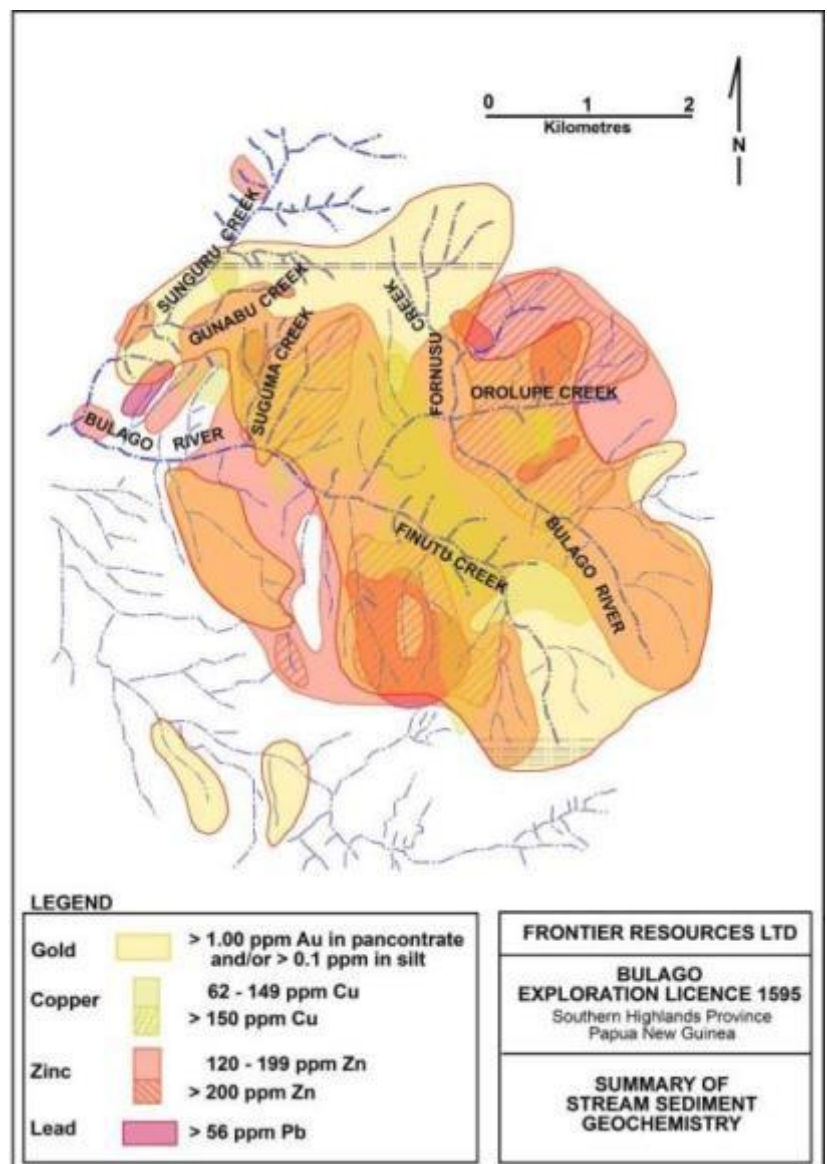 0 1 2
Kilometres
N
SUNGURU CREEK
GUNABU CREEK
SUGUMA CREEK
CREEK
FORNUSU
OROLUPE CREEK
BULAGO RIVER
FINUTU CREEK
BULAGO RIVER
LEGEND
Gold > 1.00 ppm Au in pancontrate
and/or > 0.1 ppm in silt
Copper 62 - 149 ppm Cu
> 150 ppm Cu
Zinc 120 - 199 ppm Zn
> 200 ppm Zn
Lead > 56 ppm Pb
FRONTIER RESOURCES LTD
BULAGO
EXPLORATION LICENCE 1595
Southern Highlands Province
Papua New Guinea
SUMMARY OF
STREAM SEDIMENT
GEOCHEMISTRY